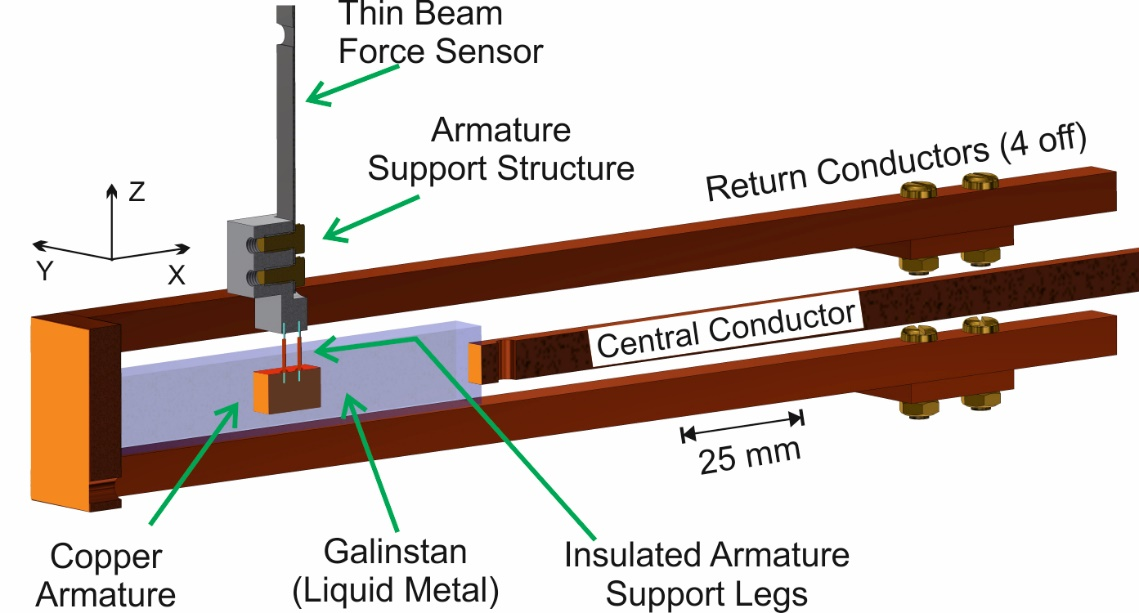 Thin Beam
Force Sensor
Armature
Support Structure
Return Conductors (4 off)
Z
Y
X
Central Conductor
25 mm
Copper
Armature
Galinstan
(Liquid Metal)
Insulated Armature
Support Legs